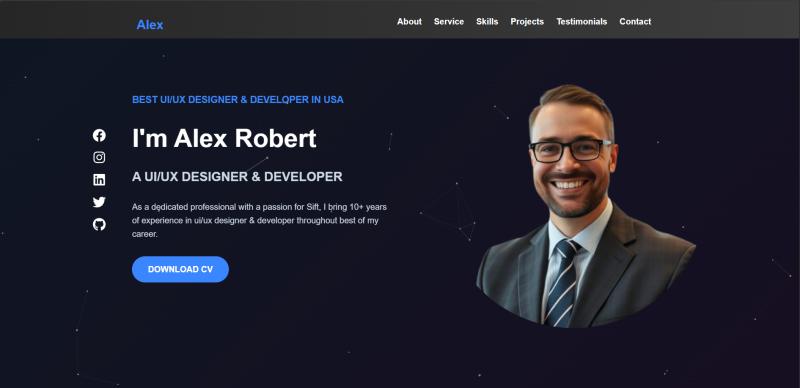 Alex
About Service Skills Projects Testimonials Contact
BEST UI/UX DESIGNER & DEVELOPER IN USA
I'm Alex Robert
A UI/UX DESIGNER & DEVELOPER
As a dedicated professional with a passion for Sift, I bring 10+ years
of experience in ui/ux designer & developer throughout best of my
career.
DOWNLOAD CV